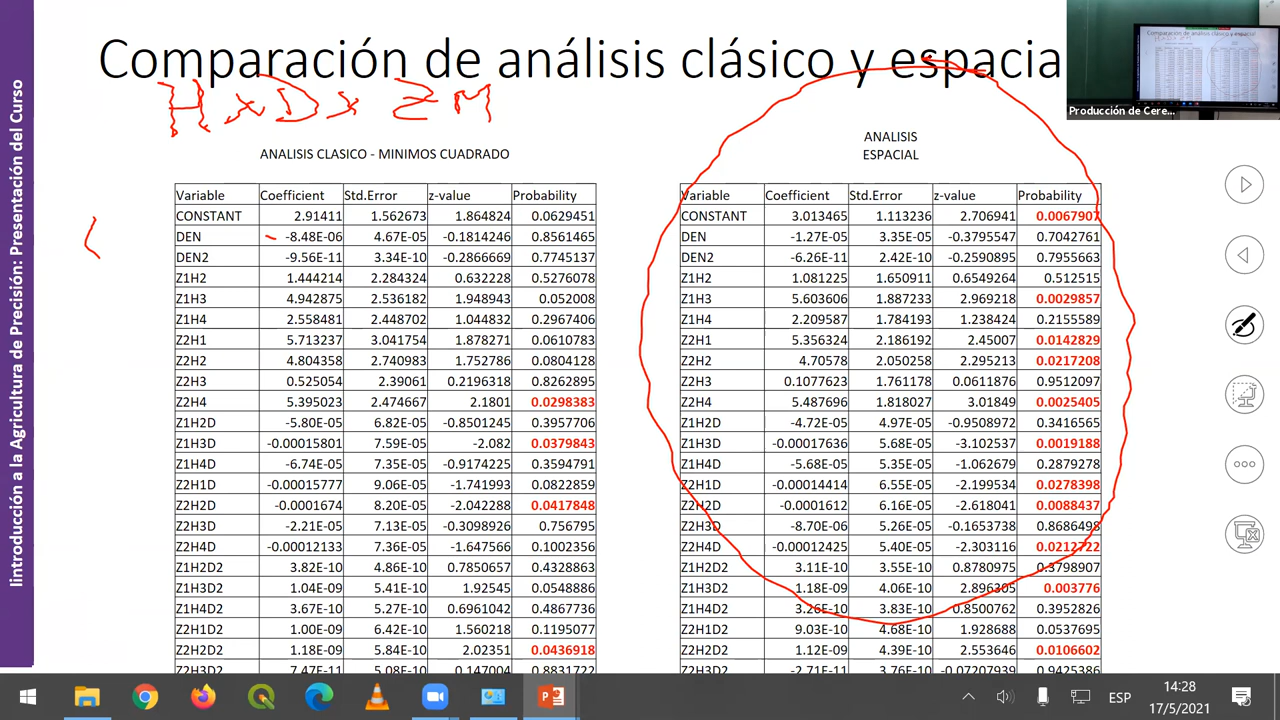 Comparación de análisis clásico y espacia
HxDx ZM
Producción de Cere...
Iintroducción a la Agricultura de Precisión: Presentación del Curso
ANALISIS CLASICO - MINIMOS CUADRADO
Variable Coefficient Std.Error z-value Probability
CONSTANT 2.91411 1.562673 1.864824 0.0629451
DEN -8.48E-06 4.67E-05 -0.1814246 0.8561465
DEN2 -9.56E-11 3.34E-10 -0.2866669 0.7745137
Z1H2 1.444214 2.284324 0.632228 0.5276078
Z1H3 4.942875 2.536182 1.948943 0.052008
Z1H4 2.558481 2.448702 1.044832 0.2967406
Z2H1 5.713237 3.041754 1.878271 0.0610783
Z2H2 4.804358 2.740983 1.752786 0.0804128
Z2H3 0.525054 2.39061 0.2196318 0.8262895
Z2H4 5.395023 2.474667 2.1801 0.0298383
Z1H2D -5.80E-05 6.82E-05 -0.8501245 0.3957706
Z1H3D -0.00015801 7.59E-05 -2.082 0.0379843
Z1H4D -6.74E-05 7.35E-05 -0.9174225 0.3594791
Z2H1D -0.00015777 9.06E-05 -1.741993 0.0822859
Z2H2D -0.0001674 8.20E-05 -2.042288 0.0417848
Z2H3D -2.21E-05 7.13E-05 -0.3098926 0.756795
Z2H4D -0.00012133 7.36E-05 -1.647566 0.1002356
Z1H2D2 3.82E-10 4.86E-10 0.7850657 0.4328863
Z1H3D2 1.04E-09 5.41E-10 1.92545 0.0548886
Z1H4D2 3.67E-10 5.27E-10 0.6961042 0.4867736
Z2H1D2 1.00E-09 6.42E-10 1.560218 0.1195077
Z2H2D2 1.18E-09 5.84E-10 2.02351 0.0436918
Z2H3D2 7.47E-11 5.08E-10 0.147004 0.8831722
ANALISIS
ESPACIAL
Variable Coefficient Std.Error z-value Probability
CONSTANT 3.013465 1.113236 2.706941 0.0067907
DEN -1.27E-05 3.35E-05 -0.3795547 0.7042761
DEN2 -6.26E-11 2.42E-10 -0.2590895 0.7955663
Z1H2 1.081225 1.650911 0.6549264 0.512515
Z1H3 5.603606 1.887233 2.969218 0.0029857
Z1H4 2.209587 1.784193 1.238424 0.2155589
Z2H1 5.356324 2.186192 2.45007 0.0142829
Z2H2 4.70578 2.050258 2.295213 0.0217208
Z2H3 0.1077623 1.761178 0.0611876 0.9512097
Z2H4 5.487696 1.818027 3.01849 0.0025405
Z1H2D -4.72E-05 4.97E-05 -0.9508972 0.3416565
Z1H3D -0.00017636 5.68E-05 -3.102537 0.0019188
Z1H4D -5.68E-05 5.35E-05 -1.062679 0.2879278
Z2H1D -0.00014414 6.55E-05 -2.199534 0.0278398
Z2H2D -0.0001612 6.16E-05 -2.618041 0.0088437
Z2H3D -8.70E-06 5.26E-05 -0.1653738 0.8686498
Z2H4D -0.00012425 5.40E-05 -2.303116 0.0212722
Z1H2D2 3.11E-10 3.55E-10 0.8780975 0.3798907
Z1H3D2 1.18E-09 4.06E-10 2.896305 0.003776
Z1H4D2 3.26E-10 3.83E-10 0.8500762 0.3952826
Z2H1D2 9.03E-10 4.68E-10 1.928688 0.0537695
Z2H2D2 1.12E-09 4.39E-10 2.553646 0.0106602
Z2H3D2 -2.71E-11 3.76E-10 -0.07207939 0.9425386
ESP
14:28
17/5/2021